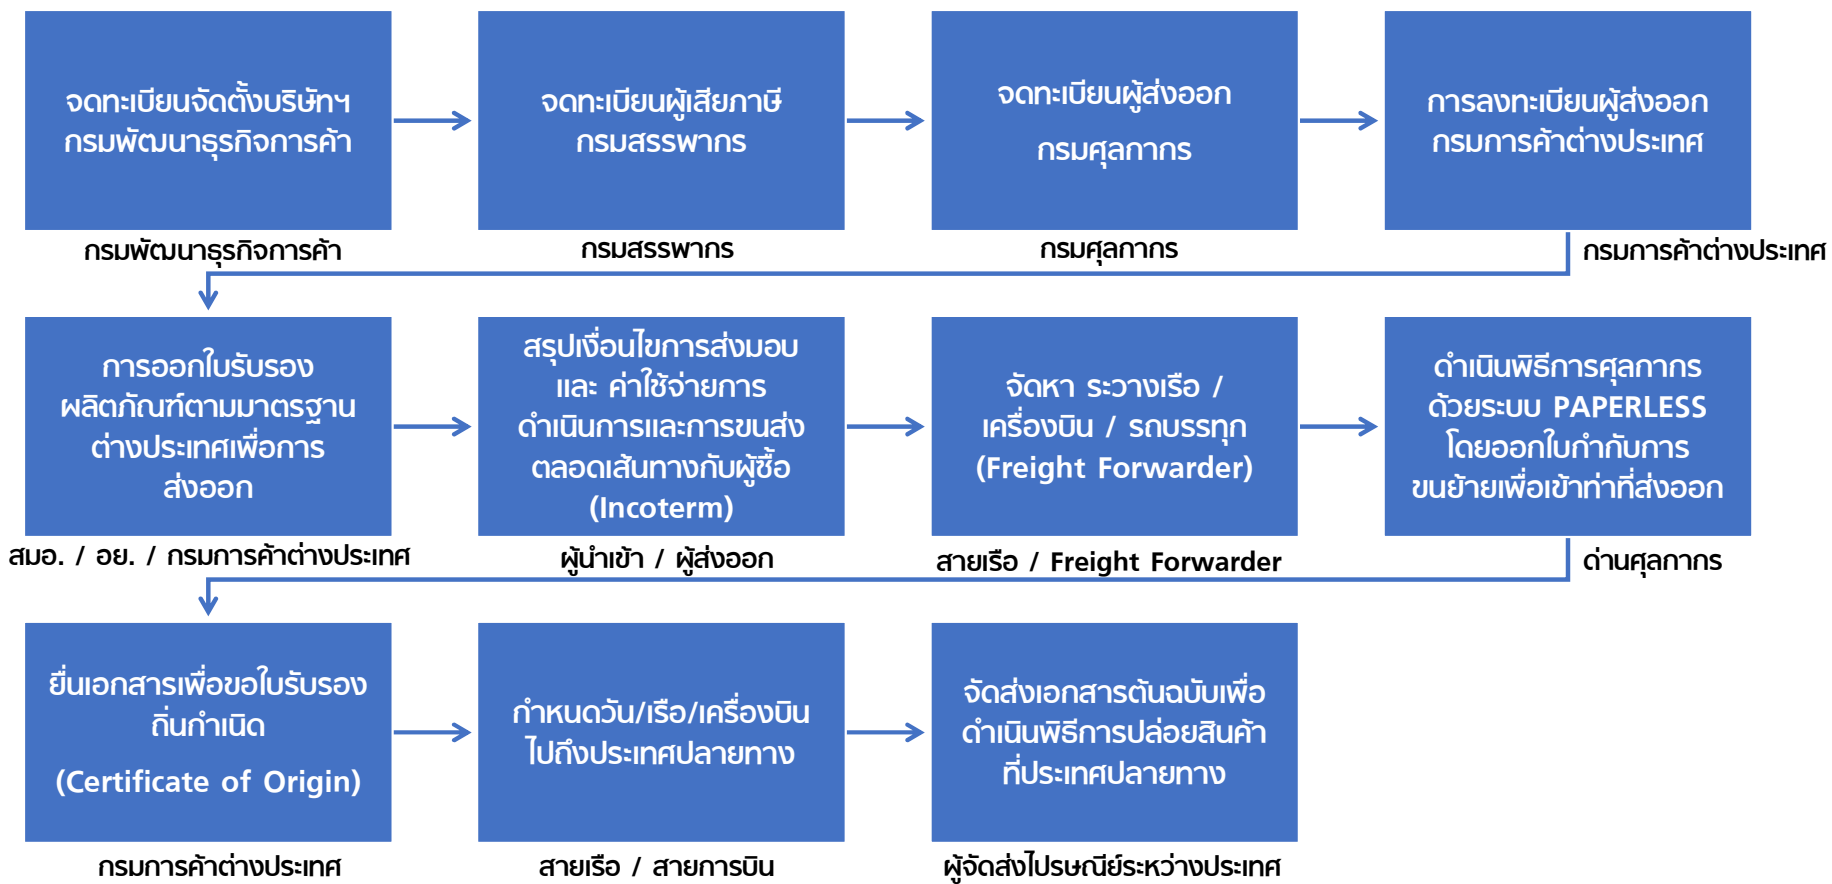 จดทะเบียนจัดตั้งบริษัทฯ
กรมพัฒนาธุรกิจการค้า
กรมพัฒนาธุรกิจการค้า
จดทะเบียนผู้เสียภาษี
กรมสรรพากร
กรมสรรพากร
จดทะเบียนผู้ส่งออก
กรมศุลกากร
กรมศุลกากร
การลงทะเบียนผู้ส่งออก
กรมการค้าต่างประเทศ
กรมการค้าต่างประเทศ
การออกใบรับรอง
ผลิตภัณฑ์ตามมาตรฐาน
ต่างประเทศเพื่อการ
ส่งออก
สมอ. / อย. / กรมการค้าต่างประเทศ
สรุปเงื่อนไขการส่งมอบ
และ ค่าใช้จ่ายการ
ดำเนินการและการขนส่ง
ตลอดเส้นทางกับผู้ซื้อ
(Incoterm)
ผู้นำเข้า / ผู้ส่งออก
จัดหา ระวางเรือ /
เครื่องบิน / รถบรรทุก
(Freight Forwarder)
สายเรือ / Freight Forwarder
ดำเนินพิธีการศุลกากร
ด้วยระบบ PAPERLESS
โดยออกใบกำกับการ
ขนย้ายเพื่อเข้าท่าที่ส่งออก
ด่านศุลกากร
ยื่นเอกสารเพื่อขอใบรับรอง
ถิ่นกำเนิด
(Certificate of Origin)
กรมการค้าต่างประเทศ
กำหนดวัน/เรือ/เครื่องบิน
ไปถึงประเทศปลายทาง
สายเรือ / สายการบิน
จัดส่งเอกสารต้นฉบับเพื่อ
ดำเนินพิธีการปล่อยสินค้า
ที่ประเทศปลายทาง
ผู้จัดส่งไปรษณีย์ระหว่างประเทศ